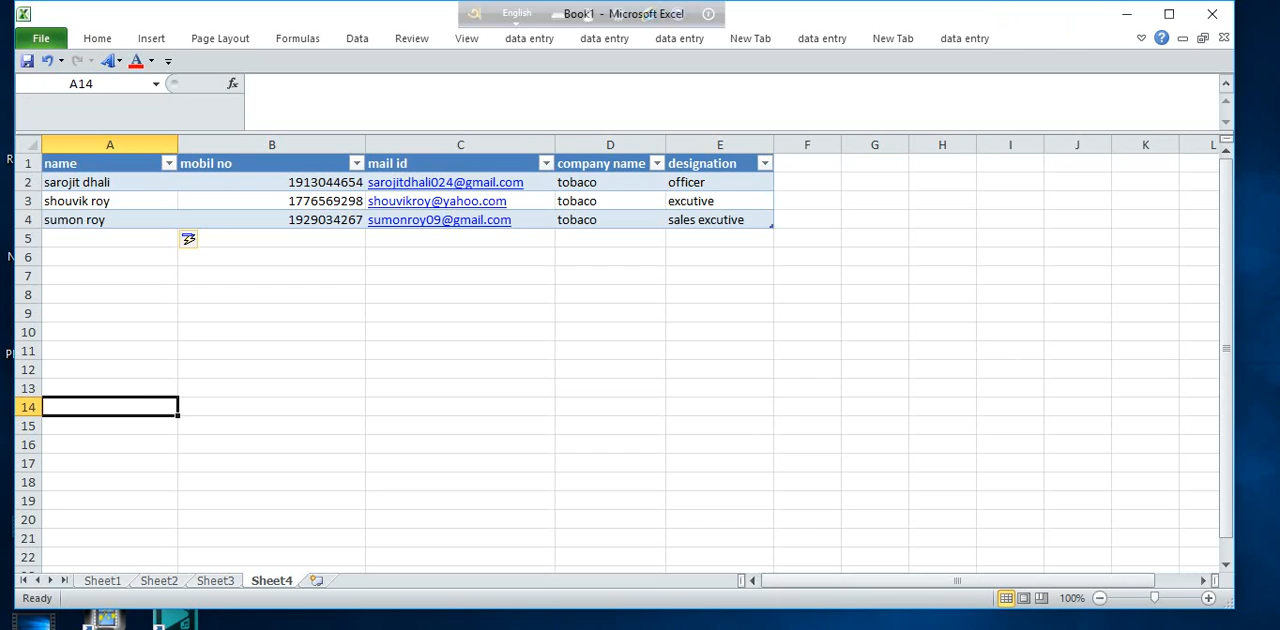 English
Book1 - Microsoft Excel
File Home Insert Page Layout Formulas Data Review View data entry data entry data entry New Tab data entry New Tab data entry
A
A14 fx
A B C D E F G H I J K L
1 name mobil no mail id company name designation
2 sarojit dhali 1913044654 sarojitdhali024@gmail.com tobaco officer
3 shouvik roy 1776569298 shouvikroy@yahoo.com tobaco excutive
4 sumon roy 1929034267 sumonroy09@gmail.com tobaco sales excutive
5
6
7
8
9
10
11
12
13
14
15
16
17
18
19
20
21
22
Sheet1 Sheet2 Sheet3 Sheet4
Ready 100%